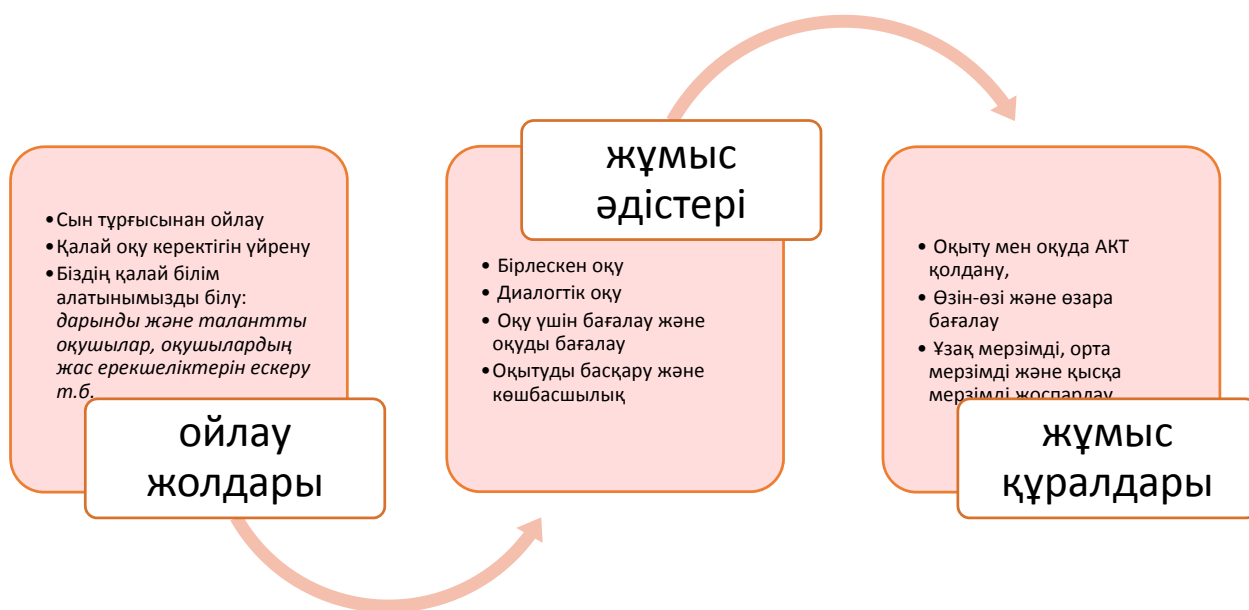 •Сын тұрғысынан ойлау
•Қалай оқу керектігін үйрену
•Біздің қалай білім
алатынымызды білу:
дарынды және талантты
оқушылар, оқушылардың
жас ерекшеліктерін ескеру
т.б.
ойлау
жолдары
жұмыс
әдістері
• Бірлескен оқу
• Диалогтік оқу
• Оқу үшін бағалау және
оқуды бағалау
•Оқытуды басқару және
көшбасшылық
• Оқыту мен оқуда АКТ
қолдану,
• Өзін-өзі және өзара
бағалау
• Ұзақ мерзімді, орта
мерзімді және қысқа
мерзімді жоспарлау
жұмыс
құралдары